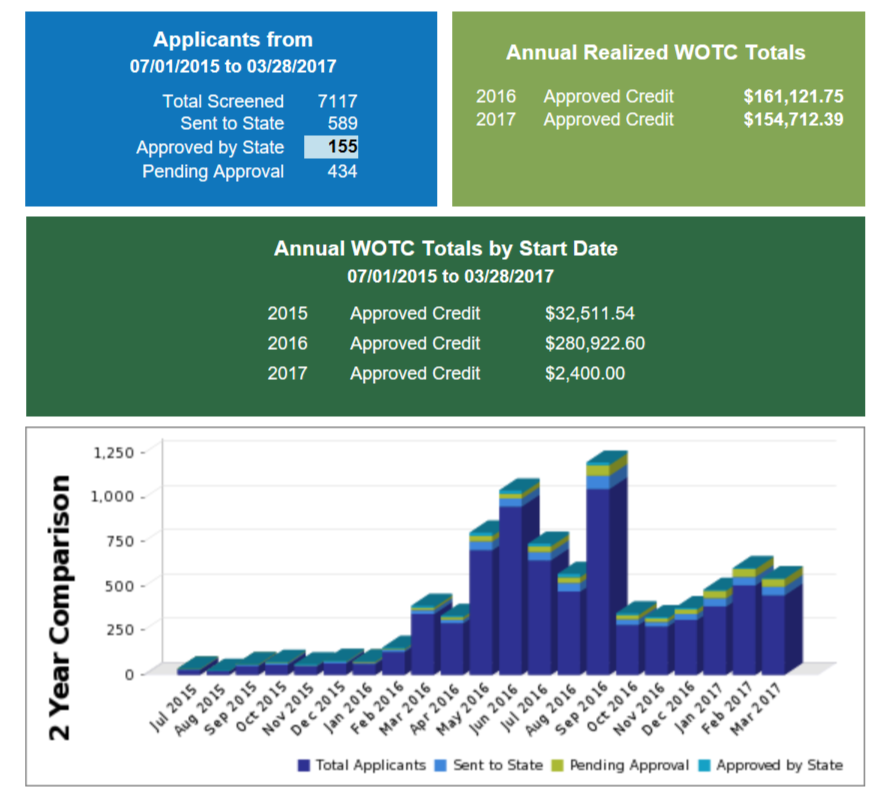 Applicants from
07/01/2015 to 03/28/2017
Total Screened 7117
Sent to State 589
Approved by State 155
Pending Approval 434
Annual Realized WOTC Totals
2016 Approved Credit $161,121.75
2017 Approved Credit $154,712.39
Annual WOTC Totals by Start Date
07/01/2015 to 03/28/2017
2015 Approved Credit $32,511.54
2016 Approved Credit $280,922.60
2017 Approved Credit $2,400.00
2 Year Comparison
1,250
1,000
750
500
250
0
Jul 2015 Aug 2015 Sep 2015 Oct 2015 Nov 2015 Dec 2015 Jan 2016 Feb 2016 Mar 2016 Apr 2016 May 2016 Jun 2016 Jul 2016 Aug 2016 Sep 2016 Oct 2016 Nov 2016 Dec 2016 Jan 2017 Feb 2017 Mar 2017
Total Applicants Sent to State Pending Approval Approved by State